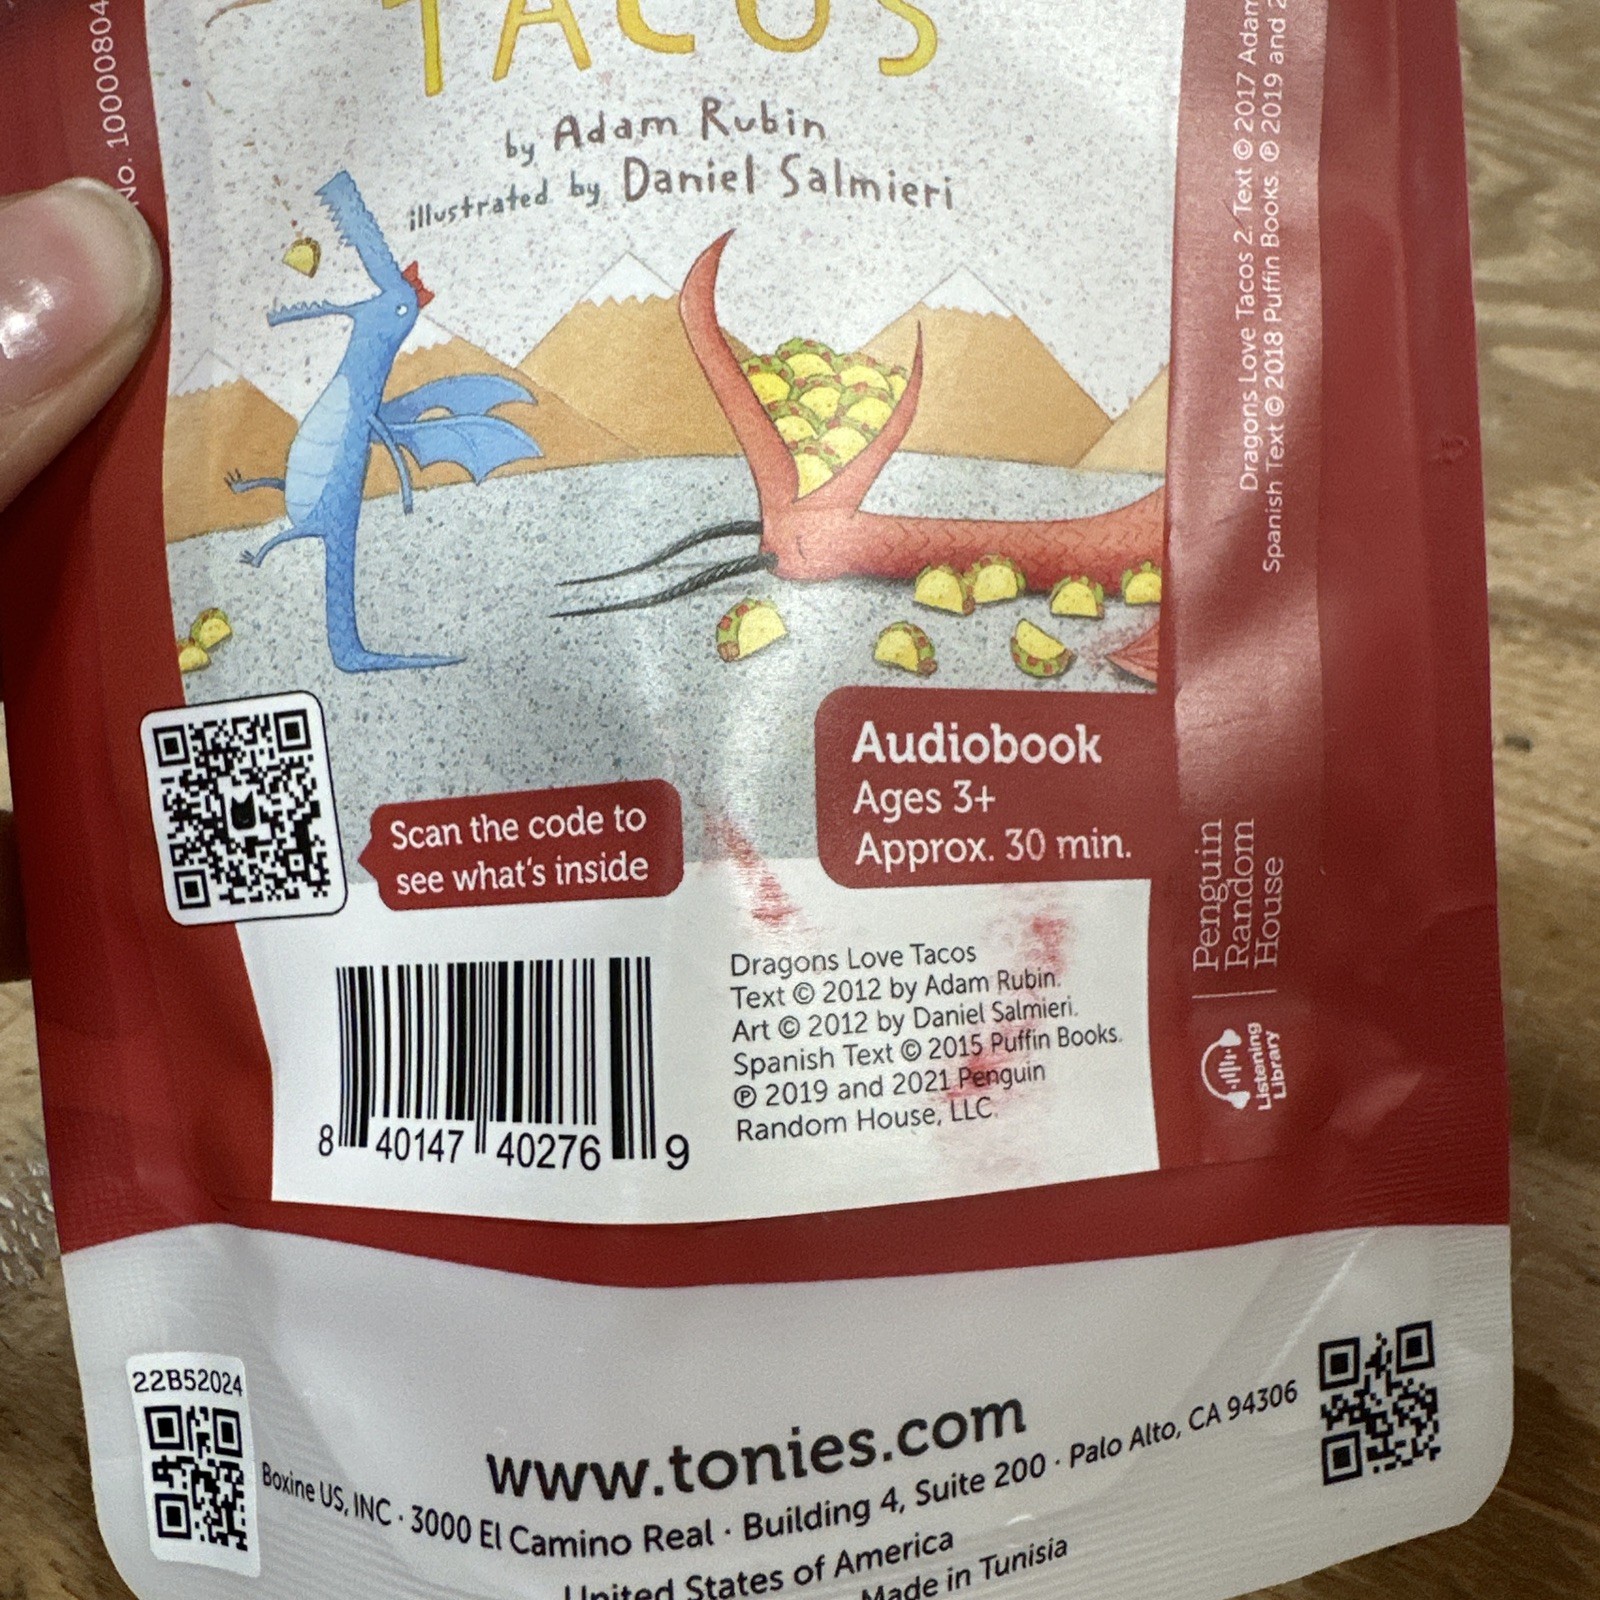 TACOS
by Adam Rubin
illustrated by Daniel Salmieri
No. 10000804
Dragons Love Tacos 2. Text © 2017 Adam
Spanish Text © 2018 Puffin Books. ℗ 2019 and 2
Scan the code to
see what's inside
Audiobook
Ages 3+
Approx. 30 min.
Penguin
Random
House
Listening
Library
8 40147 40276 9
Dragons Love Tacos
Text © 2012 by Adam Rubin.
Art © 2012 by Daniel Salmieri.
Spanish Text © 2015 Puffin Books.
℗ 2019 and 2021 Penguin
Random House, LLC.
22B52024
www.tonies.com
Boxine US, INC · 3000 El Camino Real · Building 4, Suite 200 · Palo Alto, CA 94306
United States of America
Made in Tunisia